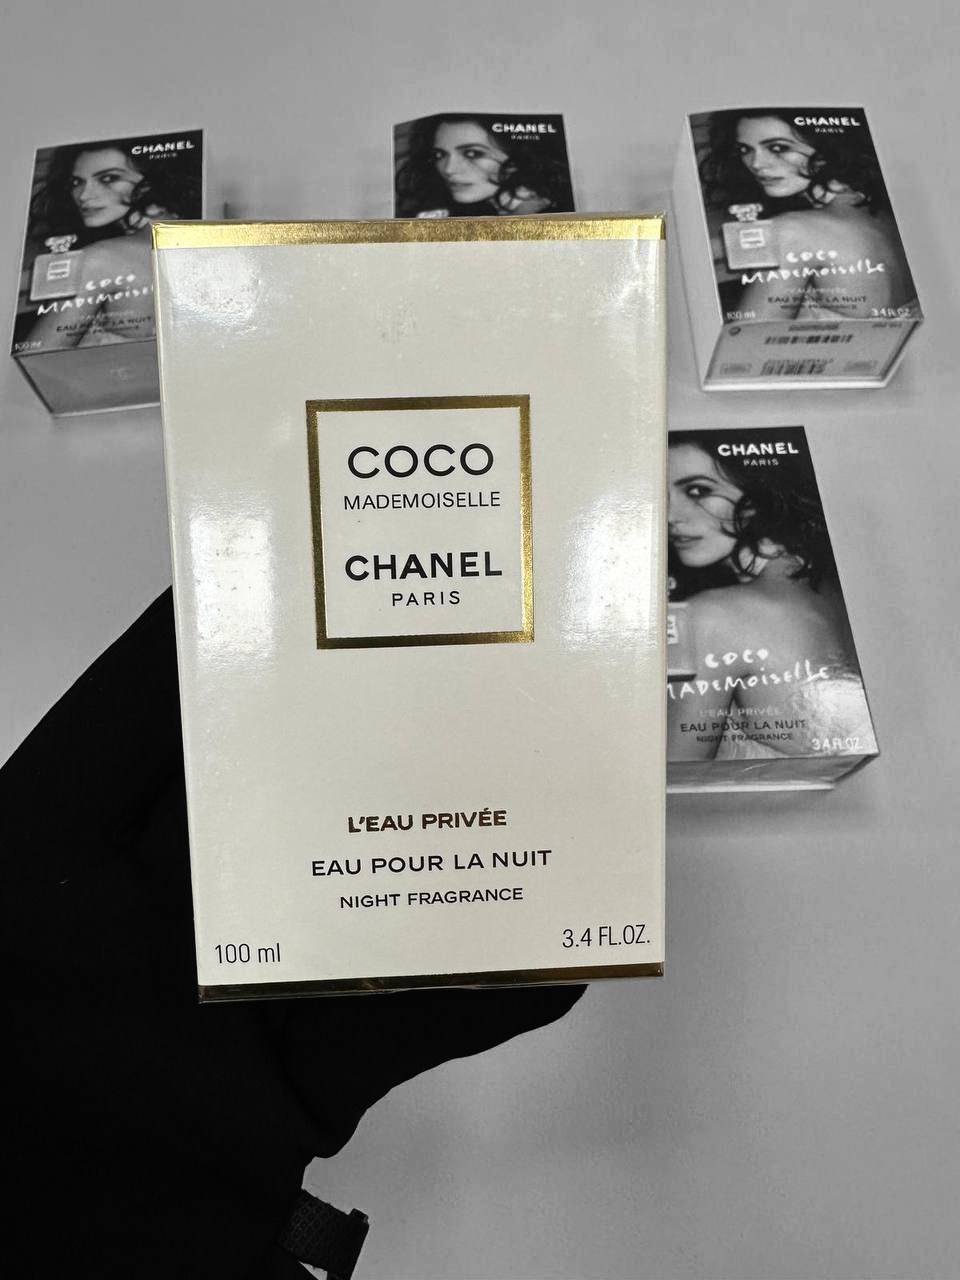 CHANEL
PARIS
COCO
MADEMOISELLE
EAU POUR LA NUIT
100 ml
CHANEL
CHANEL
PARIS
COCO
MADEMOISELLE
L'EAU PRIVÉE
EAU POUR LA NUIT
100 ml
3.4 FL.OZ.
COCO
MADEMOISELLE
CHANEL
PARIS
L'EAU PRIVÉE
EAU POUR LA NUIT
NIGHT FRAGRANCE
100 ml
3.4 FL.OZ.
CHANEL
PARIS
COCO
MADEMOISELLE
L'EAU PRIVÉE
EAU POUR LA NUIT
NIGHT FRAGRANCE
3.4 FL.OZ.